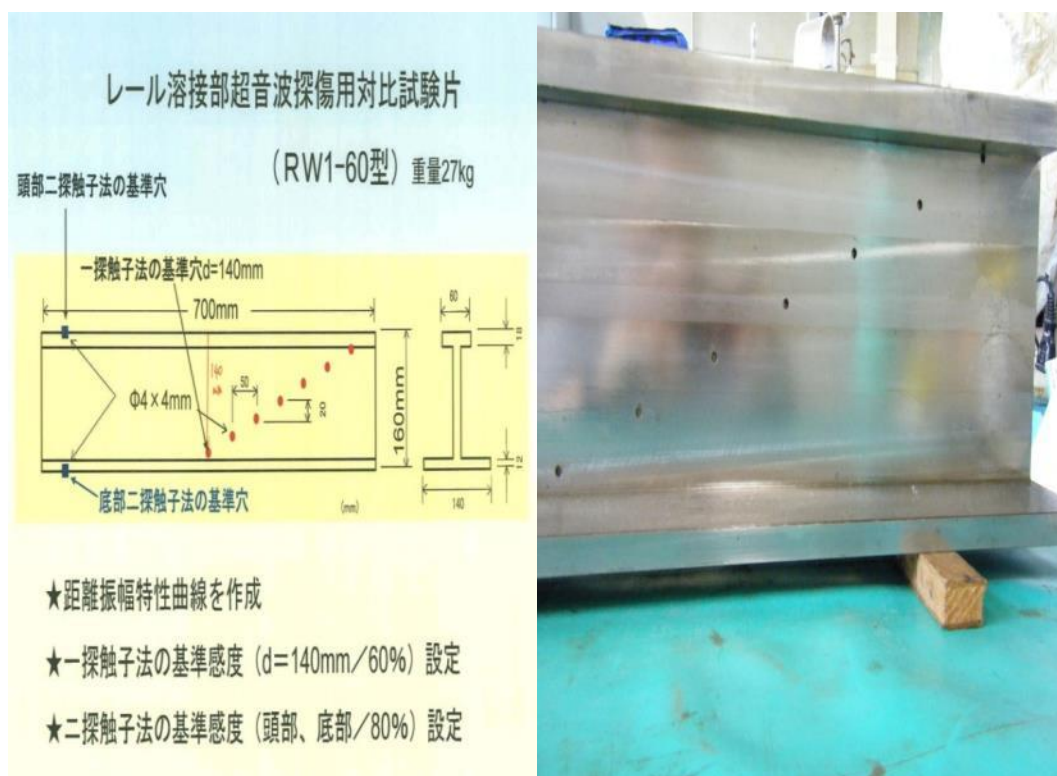 レール溶接部超音波探傷用対比試験片
(RW1-60型) 重量27kg
頭部二探触子法の基準穴
一探触子法の基準穴d=140mm
700mm
60
18
50
Φ4×4mm
20
160mm
12
140
底部二探触子法の基準穴
(mm)
★距離振幅特性曲線を作成
★一探触子法の基準感度(d=140mm/60%)設定
★二探触子法の基準感度(頭部、底部/80%)設定